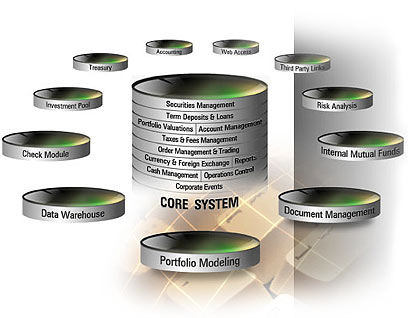 Accounting
Web Access
Treasury
Third Party Links
Investment Pool
Risk Analysis
Check Module
Internal Mutual Funds
Data Warehouse
Document Management
Portfolio Modeling
Securities Management
Term Deposits & Loans
Portfolio Valuations Account Management
Taxes & Fees Management
Order Management & Trading
Currency & Foreign Exchange Reports
Cash Management Operations Control
Corporate Events
CORE SYSTEM